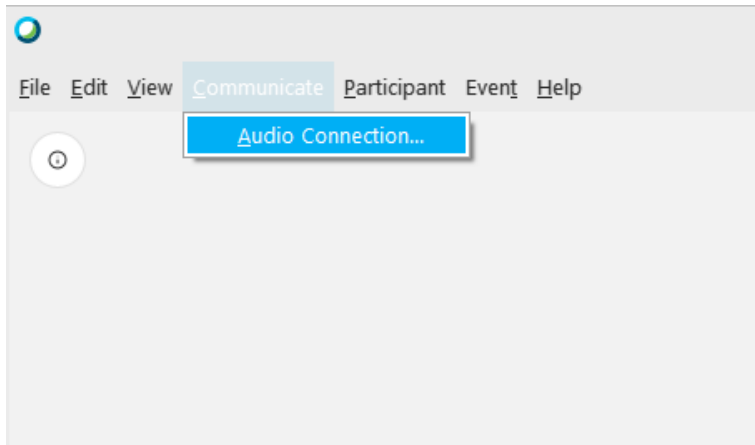 File Edit View Communicate Participant Event Help
Audio Connection...